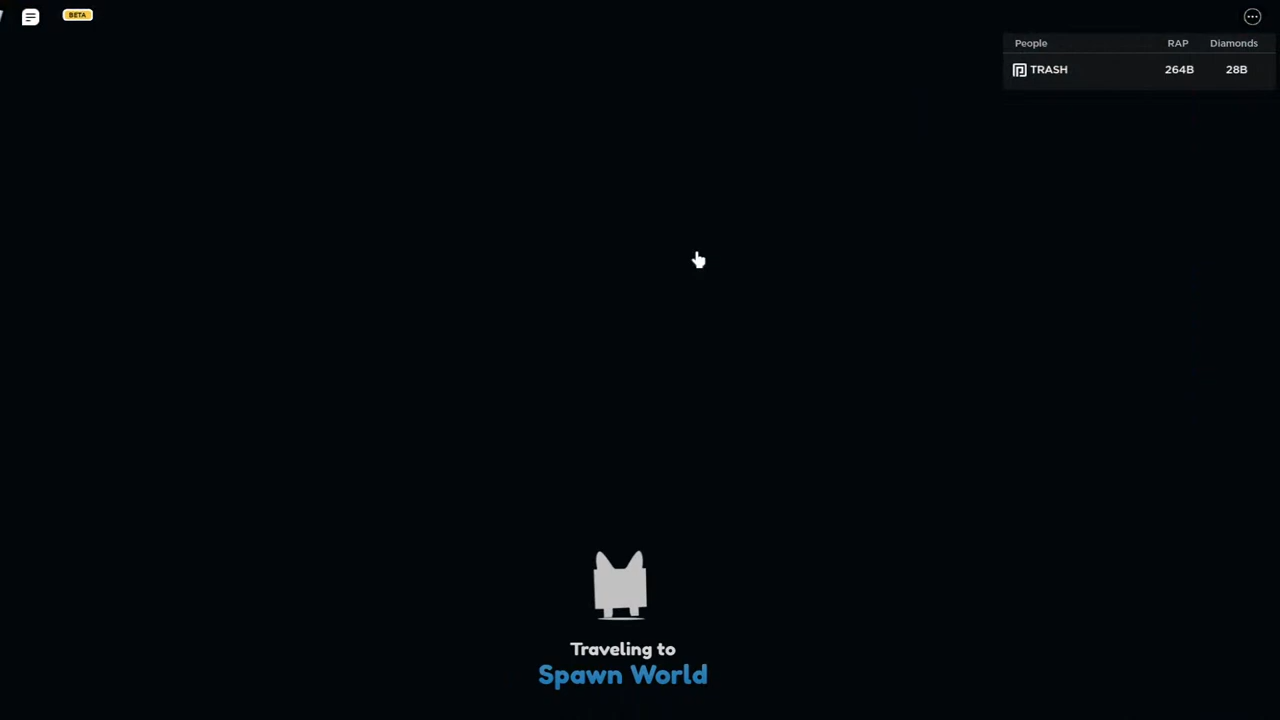 BETA
People RAP Diamonds
TRASH 264B 28B
Traveling to
Spawn World